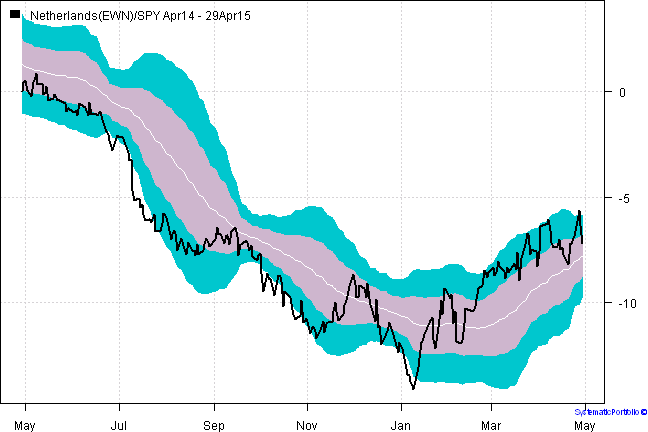 Netherlands(EWN)/SPY Apr14 - 29Apr15
0
-5
-10
SystematicPortfolio ©
May Jul Sep Nov Jan Mar May